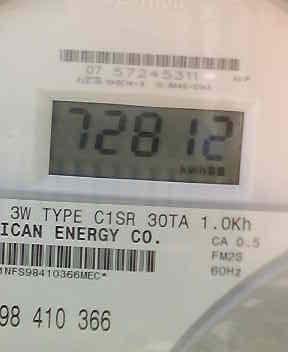 07 57245311
72812
kWh
3W TYPE C1SR 30TA 1.0Kh
ICAN ENERGY CO.
CA 0.5
FM2S
60Hz
1NFS98410366MEC*
98 410 366